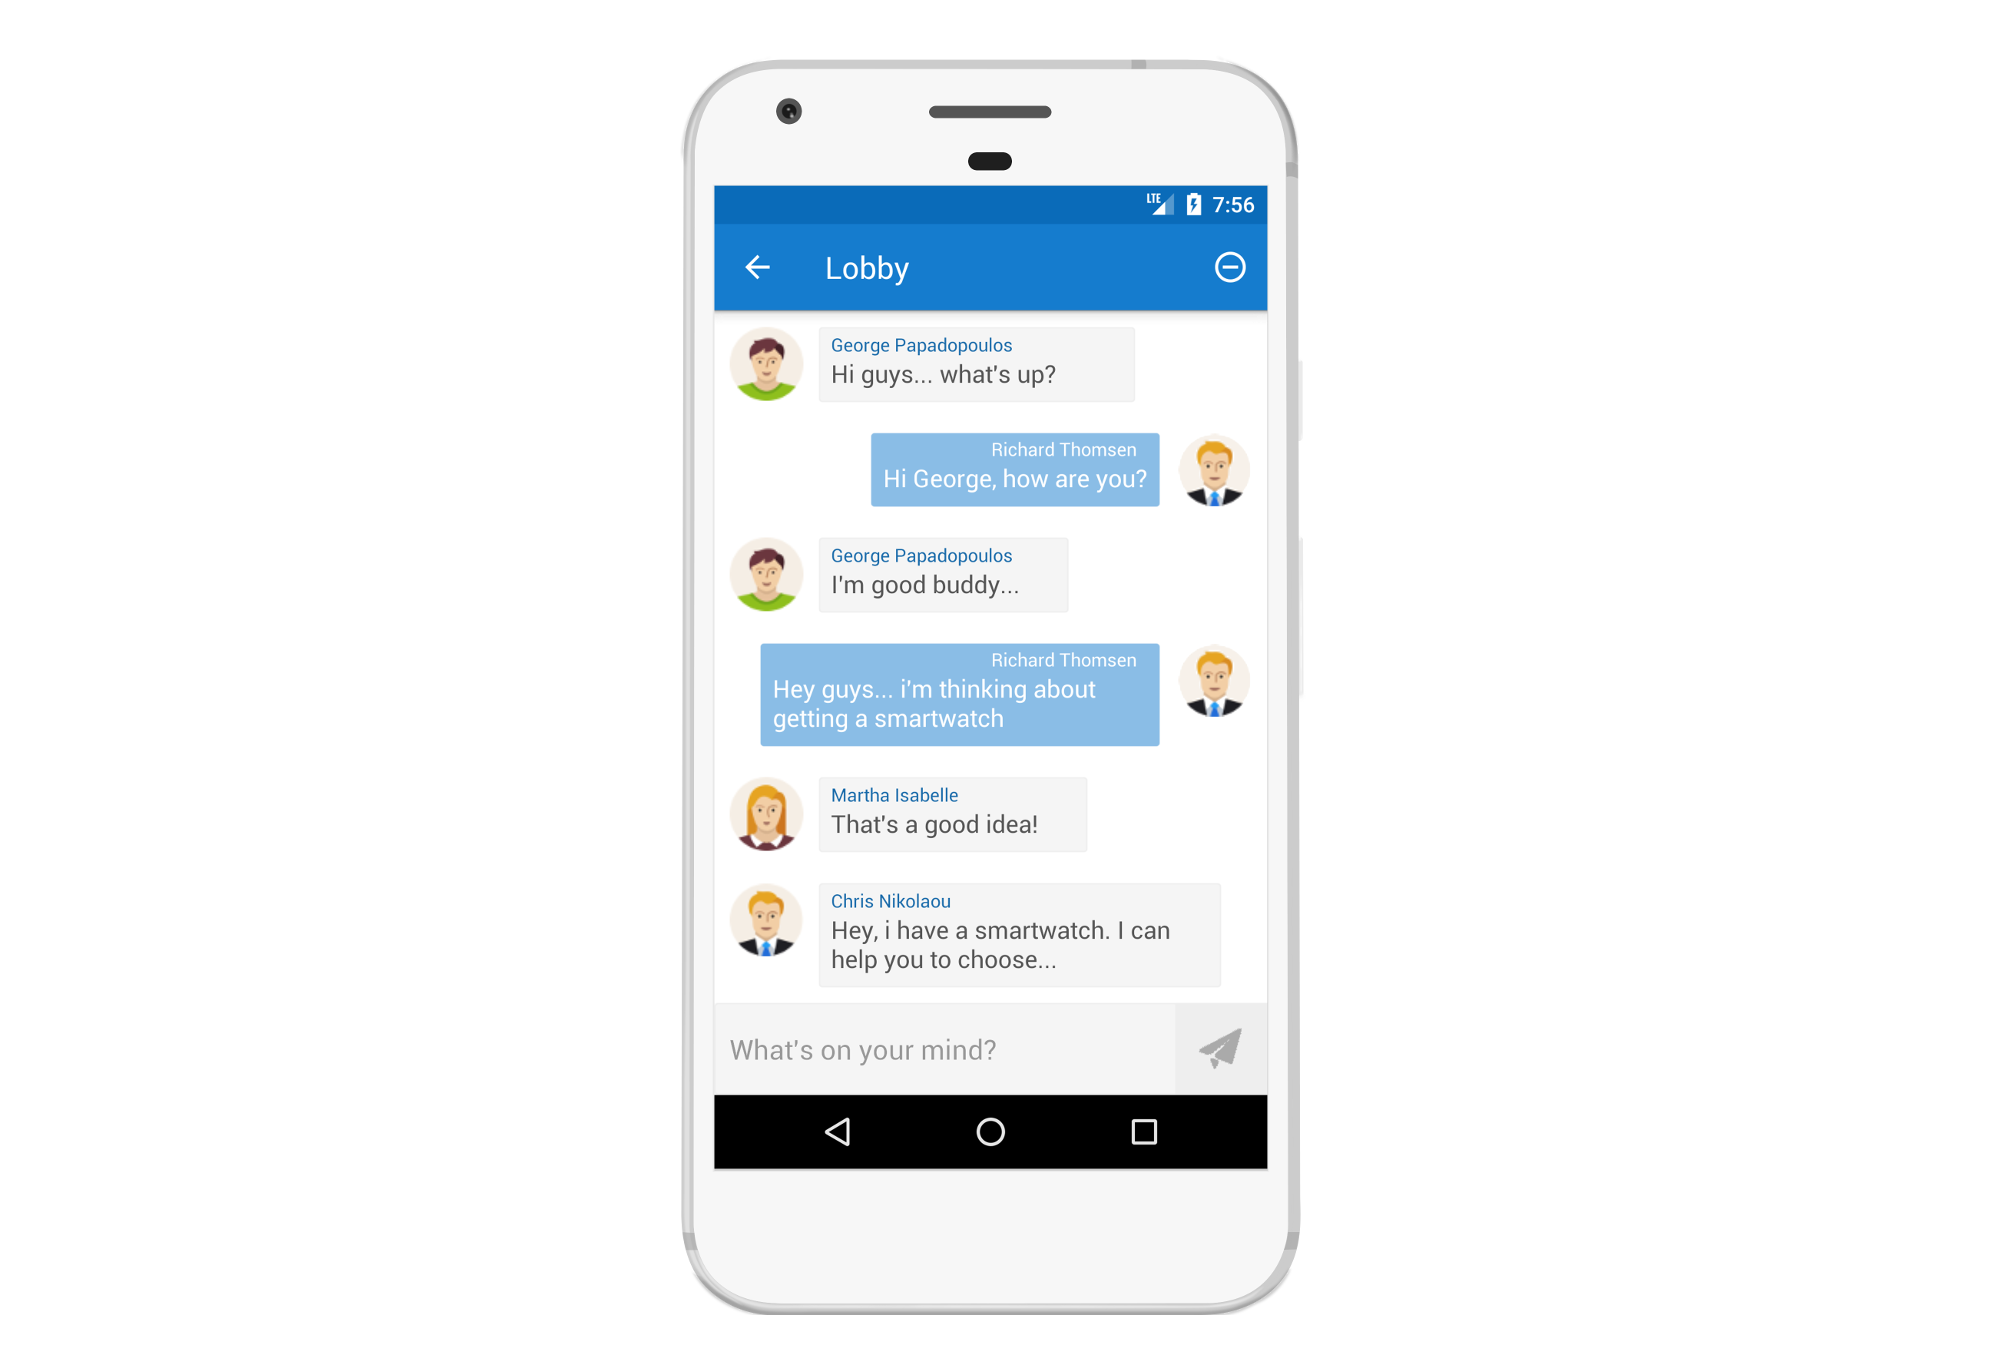 LTE 7:56
Lobby
George Papadopoulos
Hi guys... what's up?
Richard Thomsen
Hi George, how are you?
George Papadopoulos
I'm good buddy...
Richard Thomsen
Hey guys... i'm thinking about
getting a smartwatch
Martha Isabelle
That's a good idea!
Chris Nikolaou
Hey, i have a smartwatch. I can
help you to choose...
What's on your mind?